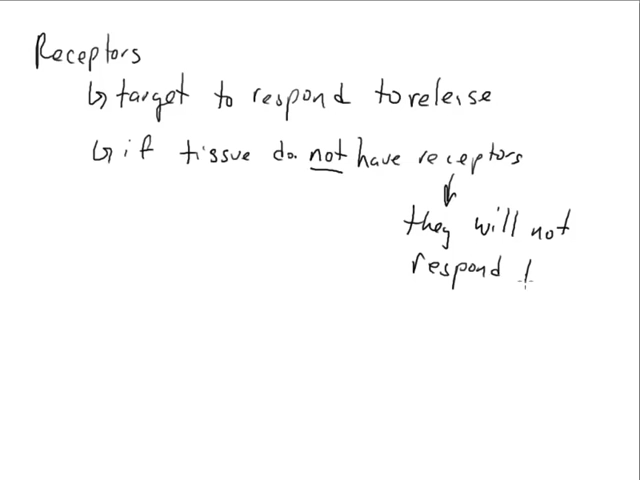 Receptors
↳ target to respond to release
↳ if tissue do not have receptors
↓
they will not
respond